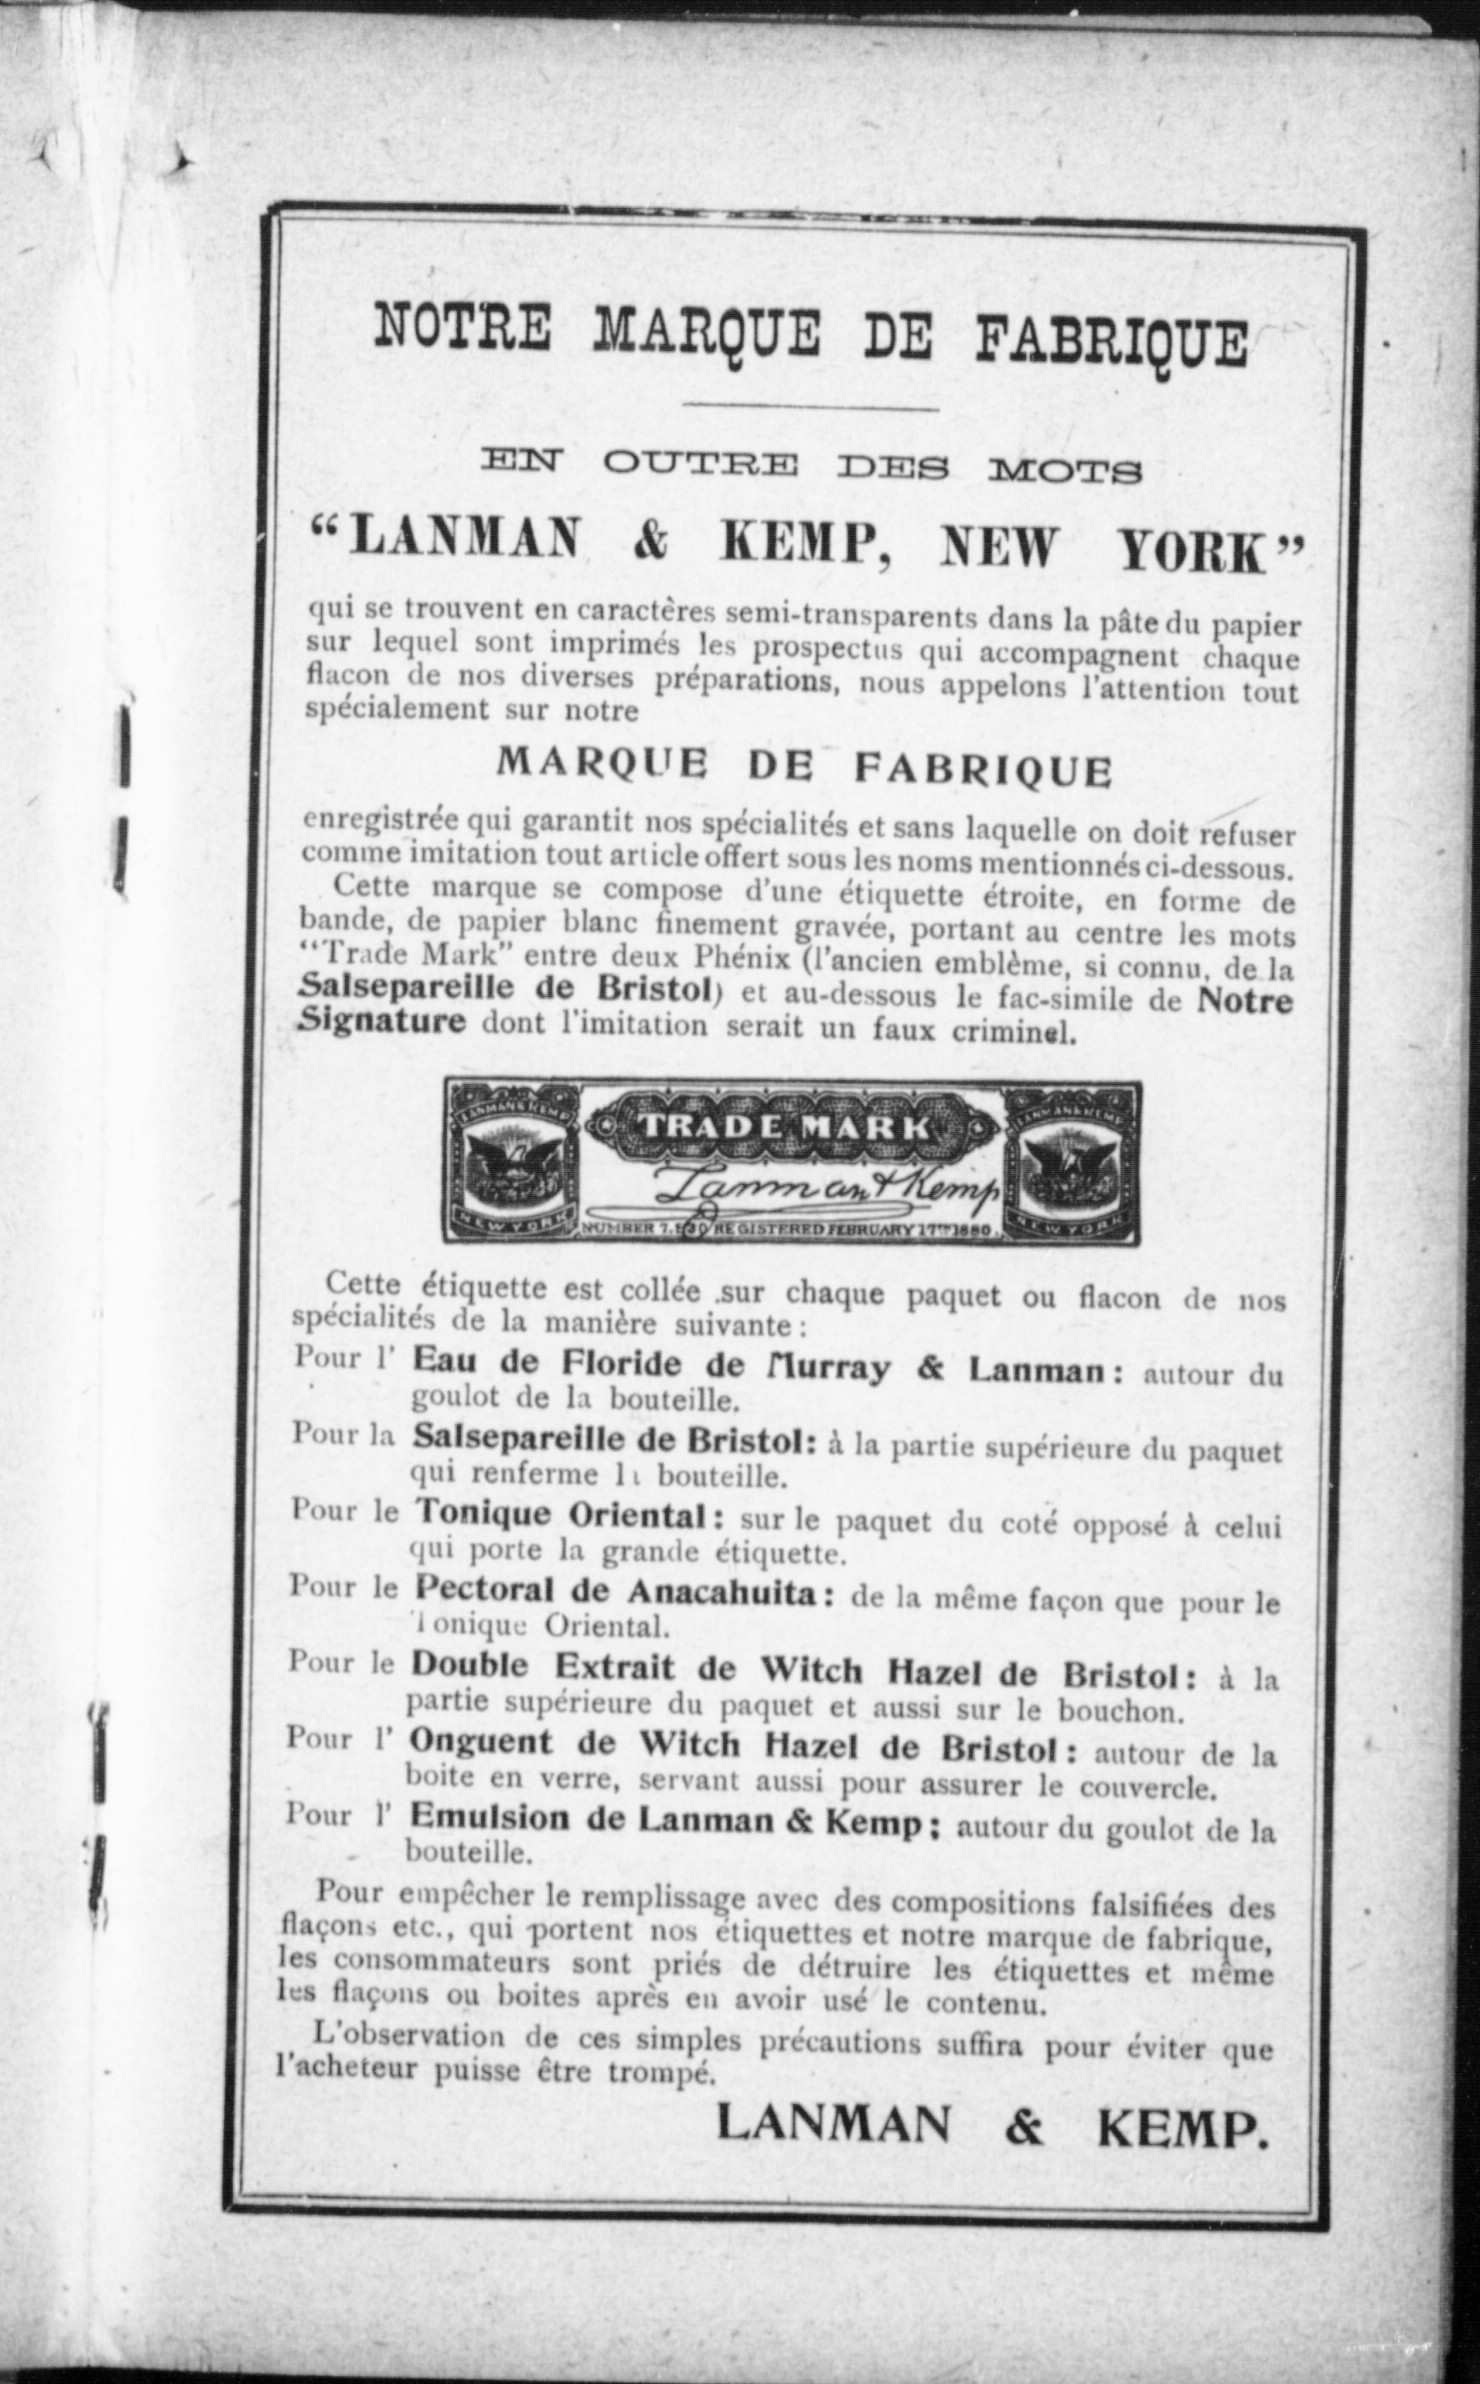 NOTRE MARQUE DE FABRIQUE
EN OUTRE DES MOTS
“LANMAN & KEMP, NEW YORK”
qui se trouvent en caractères semi-transparents dans la pâte du papier
sur lequel sont imprimés les prospectus qui accompagnent chaque
flacon de nos diverses préparations, nous appelons l'attention tout
spécialement sur notre
MARQUE DE FABRIQUE
enregistrée qui garantit nos spécialités et sans laquelle on doit refuser
comme imitation tout article offert sous les noms mentionnés ci-dessous.
Cette marque se compose d'une étiquette étroite, en forme de
bande, de papier blanc finement gravée, portant au centre les mots
“Trade Mark” entre deux Phénix (l'ancien emblème, si connu, de la
Salsepareille de Bristol) et au-dessous le fac-simile de Notre
Signature dont l'imitation serait un faux criminel.
LANMAN & KEMP
NEW YORK
TRADE MARK
Lanman & Kemp
NUMBER 7.530 REGISTERED FEBRUARY 17TH 1880.
LANMAN & KEMP
NEW YORK
Cette étiquette est collée sur chaque paquet ou flacon de nos
spécialités de la manière suivante :
Pour l' Eau de Floride de Murray & Lanman : autour du
goulot de la bouteille.
Pour la Salsepareille de Bristol: à la partie supérieure du paquet
qui renferme la bouteille.
Pour le Tonique Oriental : sur le paquet du coté opposé à celui
qui porte la grande étiquette.
Pour le Pectoral de Anacahuita : de la même façon que pour le
Tonique Oriental.
Pour le Double Extrait de Witch Hazel de Bristol : à la
partie supérieure du paquet et aussi sur le bouchon.
Pour l' Onguent de Witch Hazel de Bristol : autour de la
boite en verre, servant aussi pour assurer le couvercle.
Pour l' Emulsion de Lanman & Kemp ; autour du goulot de la
bouteille.
Pour empêcher le remplissage avec des compositions falsifiées des
flaçons etc., qui portent nos étiquettes et notre marque de fabrique,
les consommateurs sont priés de détruire les étiquettes et même
les flaçons ou boites après en avoir usé le contenu.
L'observation de ces simples précautions suffira pour éviter que
l'acheteur puisse être trompé.
LANMAN & KEMP.